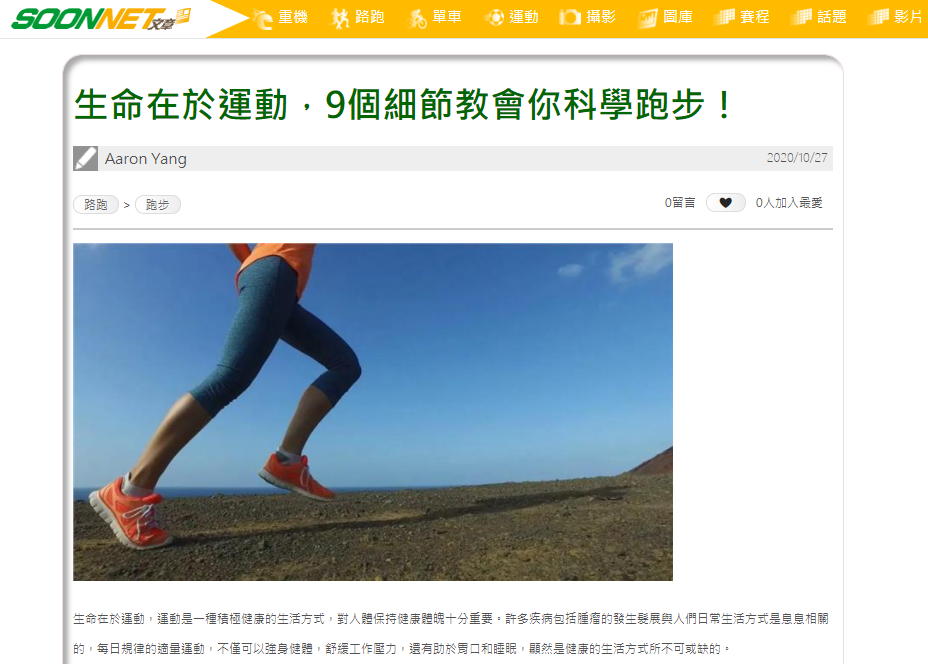 SOONNET文章 重機 路跑 單車 運動 攝影 圖庫 賽程 話題 影片
生命在於運動，9個細節教會你科學跑步！
Aaron Yang 2020/10/27
路跑 > 跑步 0留言 0人加入最愛
生命在於運動，運動是一種積極健康的生活方式，對人體保持健康體魄十分重要。許多疾病包括腫瘤的發生髮展與人們日常生活方式是息息相關
的，每日規律的適量運動，不僅可以強身健體，舒緩工作壓力，還有助於胃口和睡眠，顯然是健康的生活方式所不可或缺的。